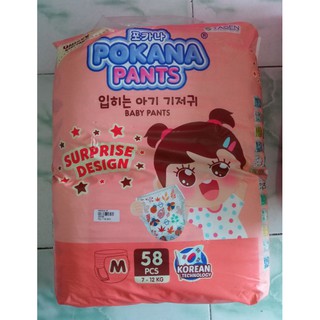 포카나
®
POKANA
PANTS
입히는 아기 기저귀
BABY PANTS
SURPRISE
DESIGN
M
58
PCS
7 - 12 KG
KOREAN
TECHNOLOGY